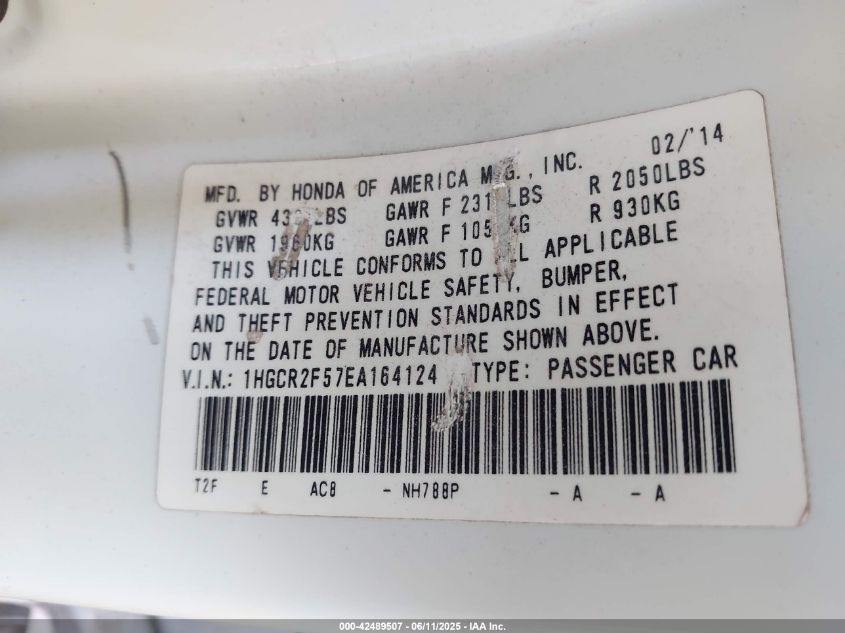 02/'14
MFD. BY HONDA OF AMERICA INC.
GVWR GAWR F R 2050LBS
GVWR GAWR F R 930KG
THIS VEHICLE CONFORMS TO APPLICABLE
FEDERAL MOTOR VEHICLE SAFETY, BUMPER,
AND THEFT PREVENTION STANDARDS IN EFFECT
ON THE DATE OF MANUFACTURE SHOWN ABOVE.
V.I.N.: 1HGCR2F57EA164124 TYPE: PASSENGER CAR
T2F E AC8 - NH788P - A - A
000-42489507 - 06/11/2025 - IAA Inc.